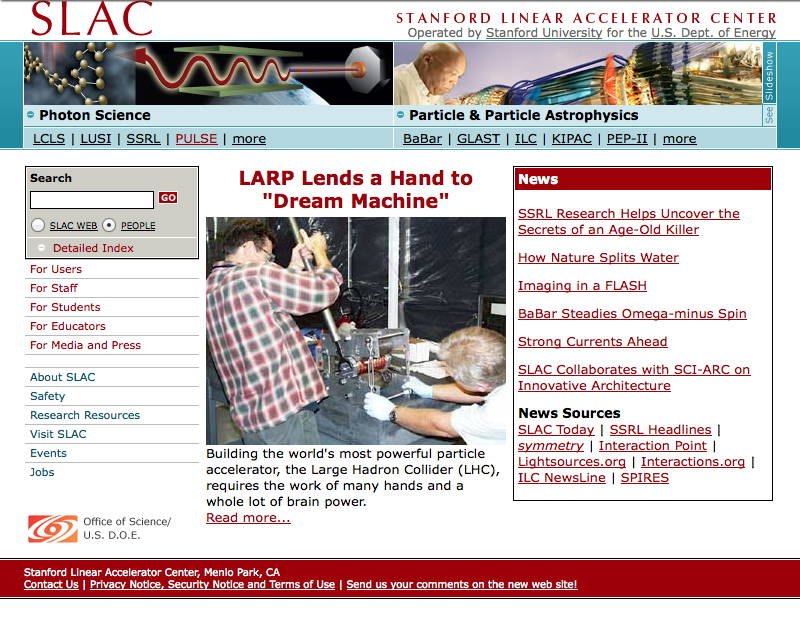 SLAC
STANFORD LINEAR ACCELERATOR CENTER
Operated by Stanford University for the U.S. Dept. of Energy
See Slideshow
Photon Science
LCLS | LUSI | SSRL | PULSE | more
Particle & Particle Astrophysics
BaBar | GLAST | ILC | KIPAC | PEP-II | more
Search
GO
SLAC WEB PEOPLE
Detailed Index
For Users
For Staff
For Students
For Educators
For Media and Press
About SLAC
Safety
Research Resources
Visit SLAC
Events
Jobs
Office of Science/
U.S. D.O.E.
LARP Lends a Hand to
"Dream Machine"
Building the world's most powerful particle
accelerator, the Large Hadron Collider (LHC),
requires the work of many hands and a
whole lot of brain power.
Read more...
News
SSRL Research Helps Uncover the
Secrets of an Age-Old Killer
How Nature Splits Water
Imaging in a FLASH
BaBar Steadies Omega-minus Spin
Strong Currents Ahead
SLAC Collaborates with SCI-ARC on
Innovative Architecture
News Sources
SLAC Today | SSRL Headlines |
symmetry | Interaction Point |
Lightsources.org | Interactions.org |
ILC NewsLine | SPIRES
Stanford Linear Accelerator Center, Menlo Park, CA
Contact Us | Privacy Notice, Security Notice and Terms of Use | Send us your comments on the new web site!